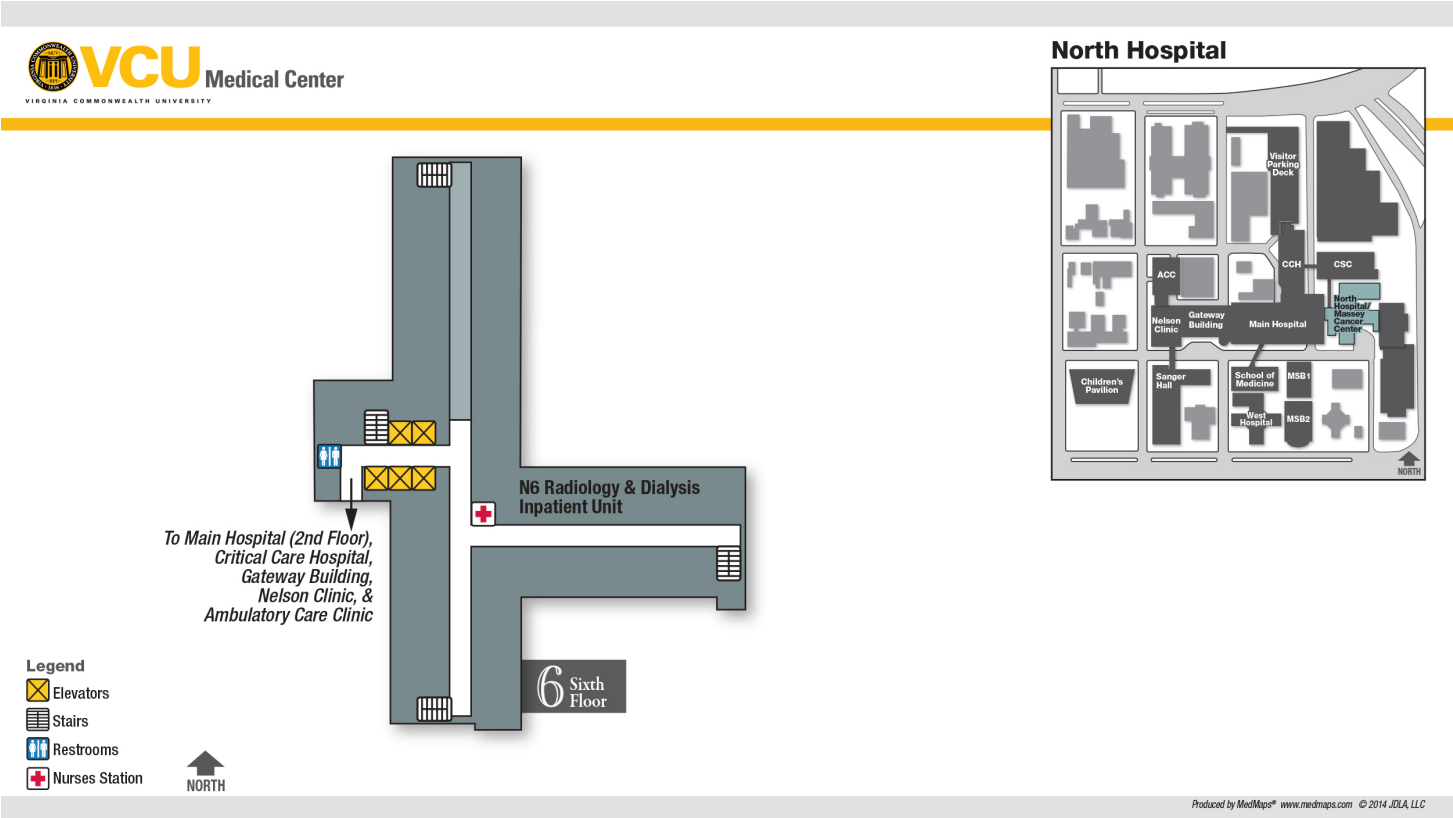 VCU Medical Center
VIRGINIA COMMONWEALTH UNIVERSITY
North Hospital
Visitor
Parking
Deck
CCH
CSC
ACC
North
Hospital/
Massey
Cancer
Center
Nelson
Clinic
Gateway
Building
Main Hospital
Children's
Pavilion
Sanger
Hall
School of
Medicine
MSB1
West
Hospital
MSB2
NORTH
N6 Radiology & Dialysis
Inpatient Unit
To Main Hospital (2nd Floor),
Critical Care Hospital,
Gateway Building,
Nelson Clinic, &
Ambulatory Care Clinic
6 Sixth
Floor
Legend
Elevators
Stairs
Restrooms
Nurses Station
NORTH
Produced by MedMaps® www.medmaps.com © 2014 JDLA, LLC